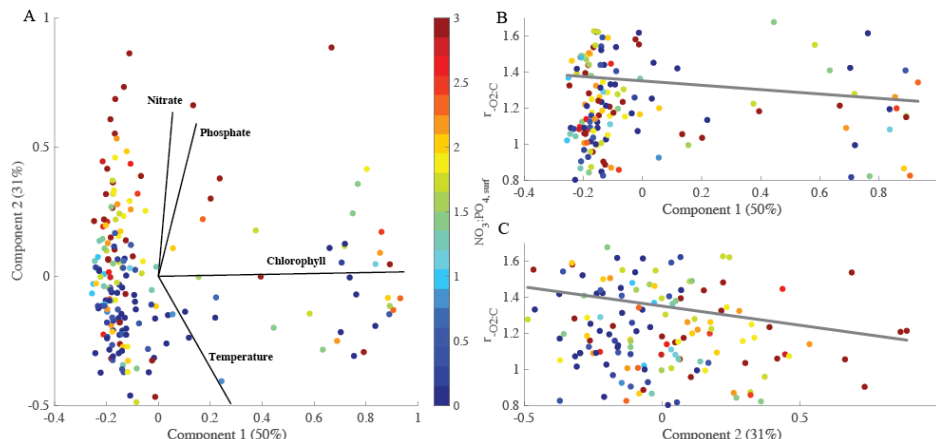 A
1
0.5
0
-0.5
Component 2 (31%)
-0.4
-0.2
0
0.2
0.4
0.6
0.8
1
Component 1 (50%)
Nitrate
Phosphate
Chlorophyll
Temperature
3
2.5
2
1.5
1
0.5
0
NO3:PO4,surf
B
1.6
1.4
1.2
1
0.8
r-O2:C
-0.4
-0.2
0
0.2
0.4
0.6
0.8
Component 1 (50%)
C
1.6
1.4
1.2
1
0.8
r-O2:C
-0.5
0
0.5
Component 2 (31%)